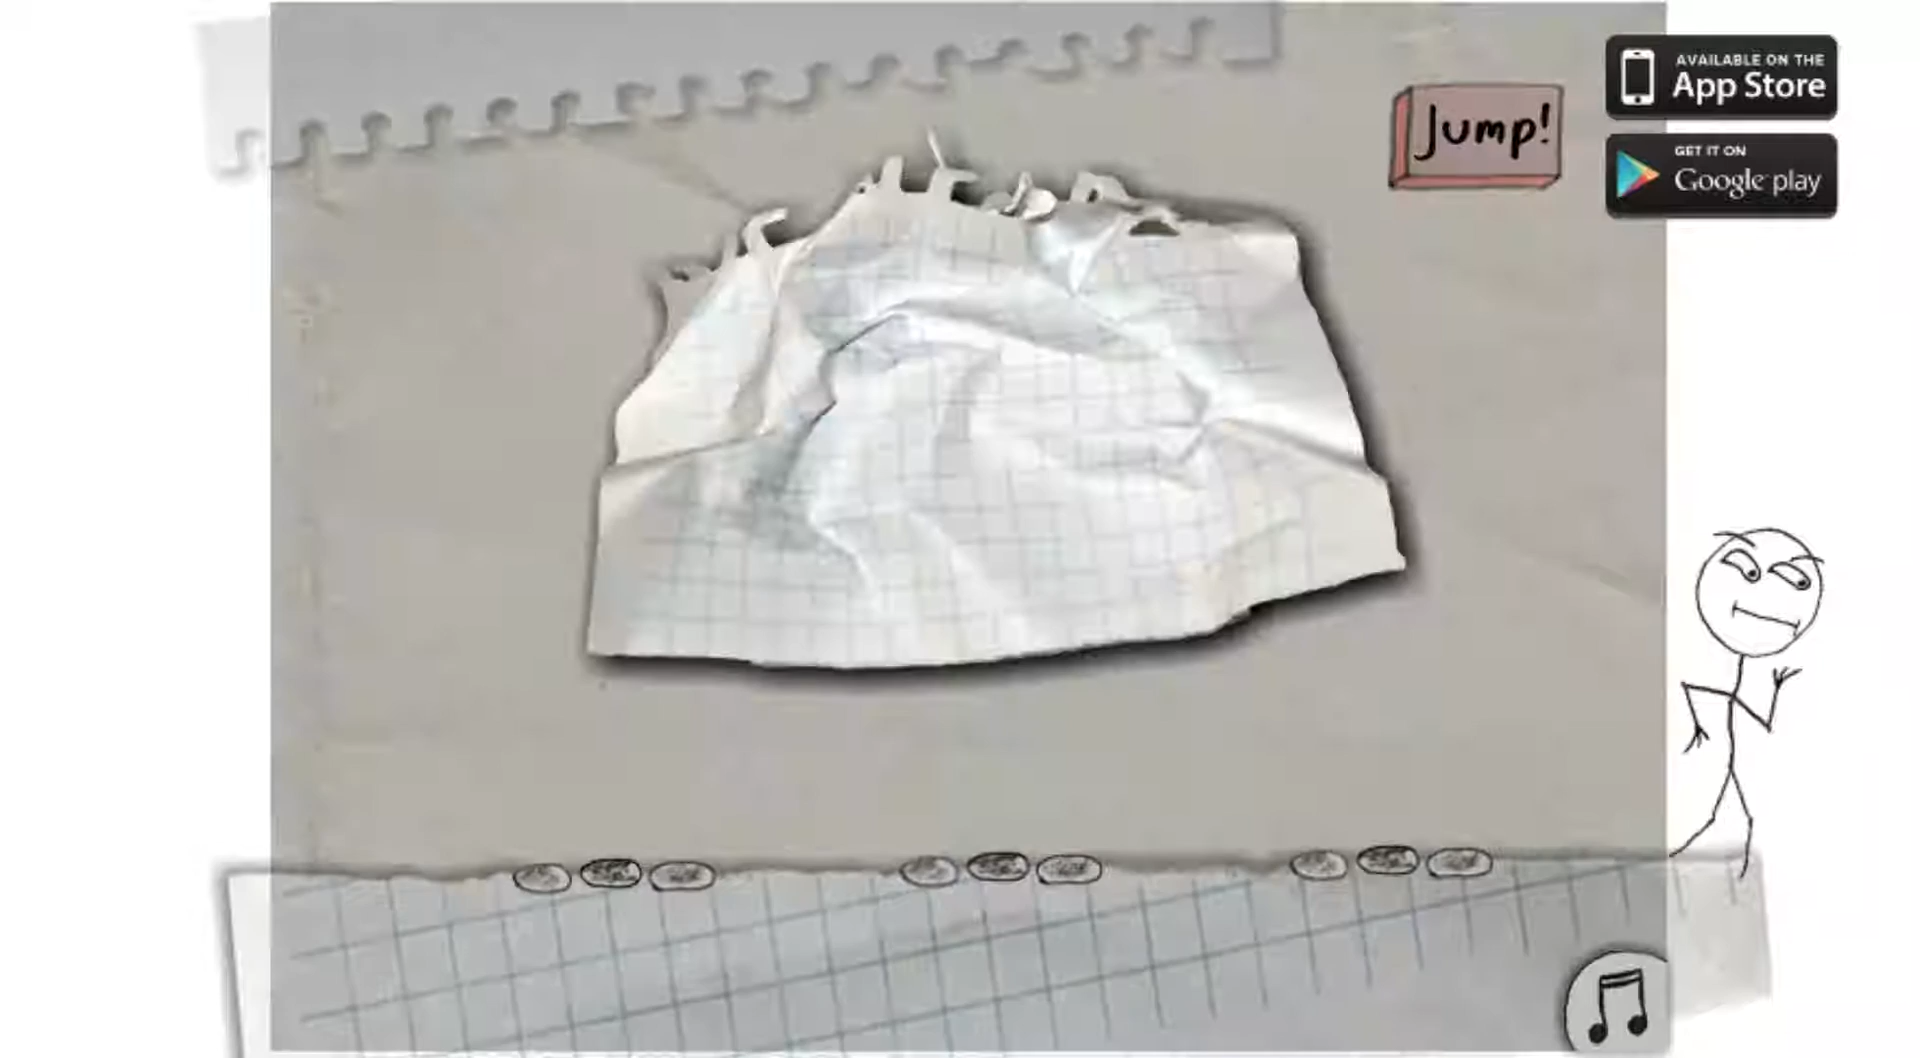 Jump!
AVAILABLE ON THE
App Store
GET IT ON
Google play